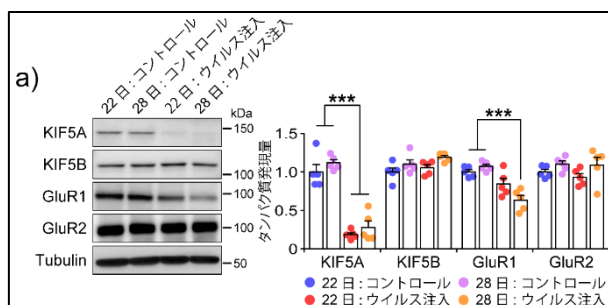 a)
22 日 : コントロール
28 日 : コントロール
22 日 : ウイルス注入
28 日 : ウイルス注入
kDa
KIF5A
150
KIF5B
100
GluR1
100
GluR2
100
Tubulin
50
タンパク質発現量
1.5
1.0
0.5
0
***
***
KIF5A KIF5B GluR1 GluR2
22 日 : コントロール 28 日 : コントロール
22 日 : ウイルス注入 28 日 : ウイルス注入